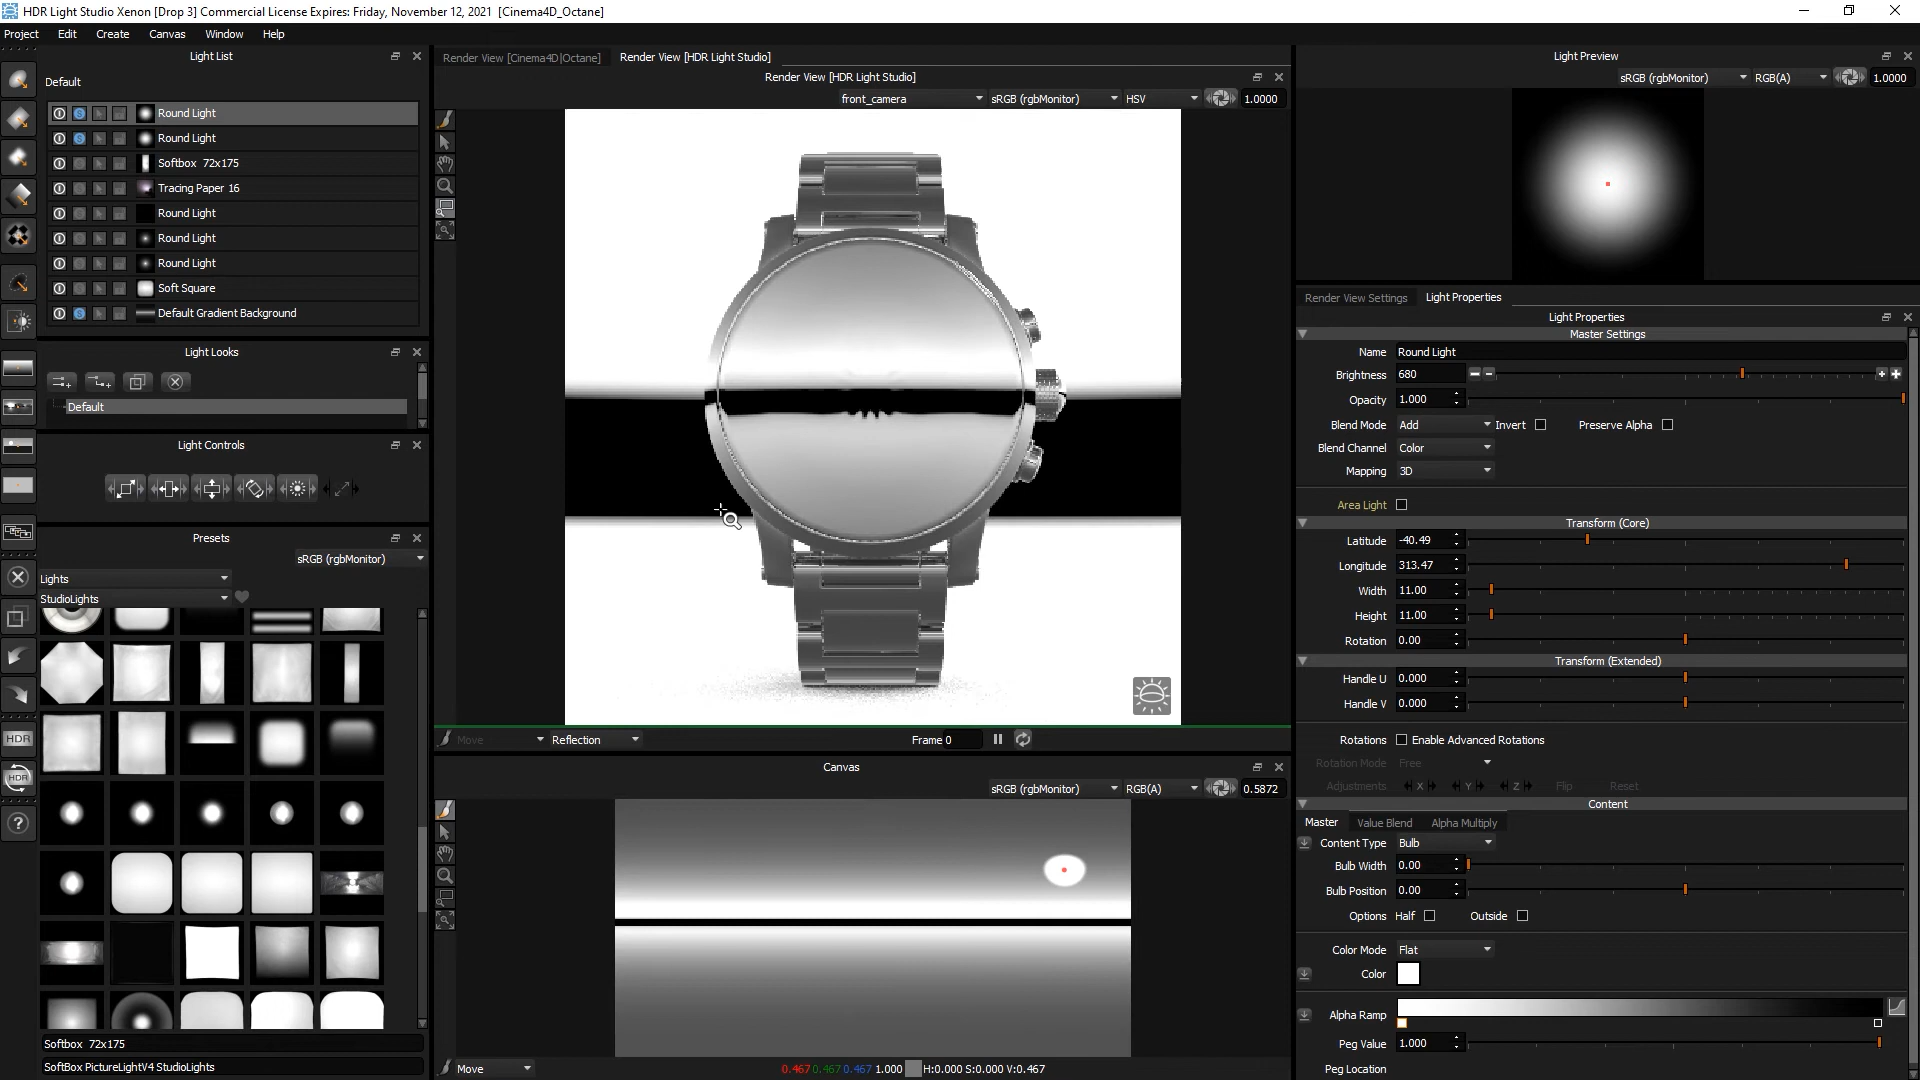 HDR Light Studio Xenon [Drop 3] Commercial License Expires: Friday, November 12, 2021  [Cinema4D_Octane]
Project Edit Create Canvas Window Help
Light List
Default
Round Light
Round Light
Softbox  72x175
Tracing Paper 16
Round Light
Round Light
Round Light
Soft Square
Default Gradient Background
Light Looks
Default
Light Controls
Presets
sRGB (rgbMonitor)
Lights
StudioLights
HDR
HDR
Softbox  72x175
SoftBox PictureLightV4 StudioLights
Render View [Cinema4D|Octane] Render View [HDR Light Studio]
Render View [HDR Light Studio]
front_camera sRGB (rgbMonitor) HSV 1.0000
Move Reflection Frame 0
Canvas
sRGB (rgbMonitor) RGB(A) 0.5872
Move 0.467 0.467 0.467 1.000 H:0.000 S:0.000 V:0.467
Light Preview
sRGB (rgbMonitor) RGB(A) 1.0000
Render View Settings Light Properties
Light Properties
Master Settings
Name Round Light
Brightness 680
Opacity 1.000
Blend Mode Add Invert Preserve Alpha
Blend Channel Color
Mapping 3D
Area Light
Transform (Core)
Latitude -40.49
Longitude 313.47
Width 11.00
Height 11.00
Rotation 0.00
Transform (Extended)
Handle U 0.000
Handle V 0.000
Rotations Enable Advanced Rotations
Rotation Mode Free
Adjustments X Y Z Flip Reset
Content
Master Value Blend Alpha Multiply
Content Type Bulb
Bulb Width 0.00
Bulb Position 0.00
Options Half Outside
Color Mode Flat
Color
Alpha Ramp
Peg Value 1.000
Peg Location